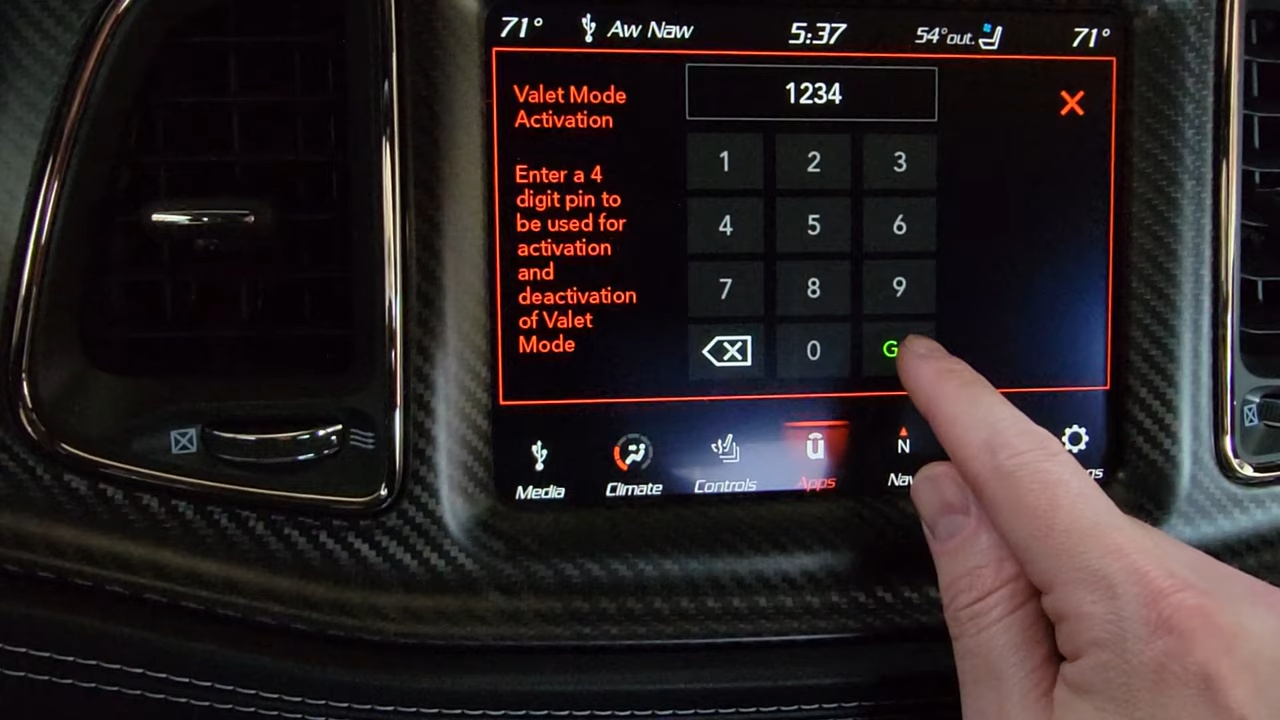 71° Aw Naw 5:37 54°out. 71°
Valet Mode
Activation
1234
Enter a 4
digit pin to
be used for
activation
and
deactivation
of Valet
Mode
1 2 3
4 5 6
7 8 9
0 G
N
Media Climate Controls Apps Nav